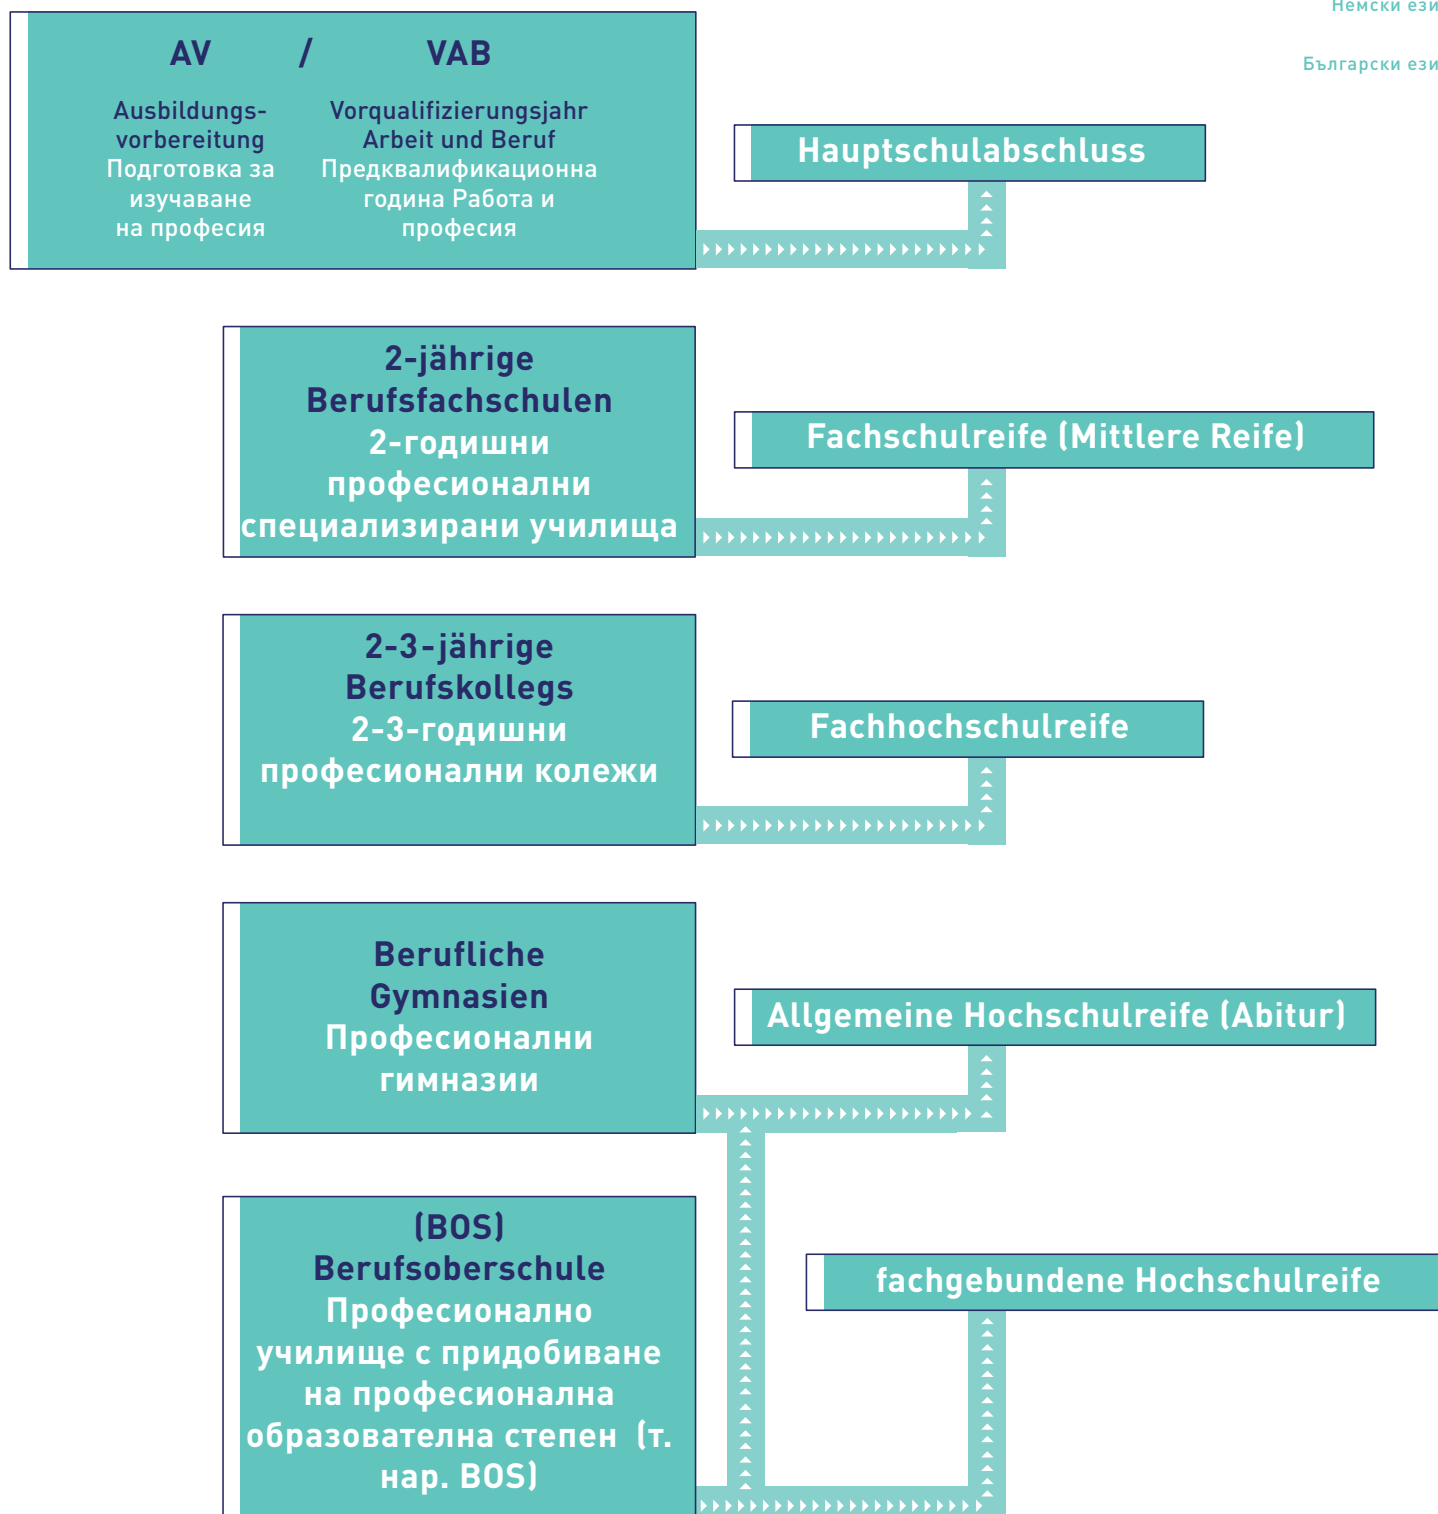 Немски ези
Български ези
AV / VAB
Ausbildungs-
vorbereitung
Подготовка за
изучаване
на професия
Vorqualifizierungsjahr
Arbeit und Beruf
Предквалификационна
година Работа и
професия
Hauptschulabschluss
2-jährige
Berufsfachschulen
2-годишни
професионални
специализирани училища
Fachschulreife (Mittlere Reife)
2-3-jährige
Berufskollegs
2-3-годишни
професионални колежи
Fachhochschulreife
Berufliche
Gymnasien
Професионални
гимназии
Allgemeine Hochschulreife (Abitur)
(BOS)
Berufsoberschule
Професионално
училище с придобиване
на професионална
образователна степен (т.
нар. BOS)
fachgebundene Hochschulreife